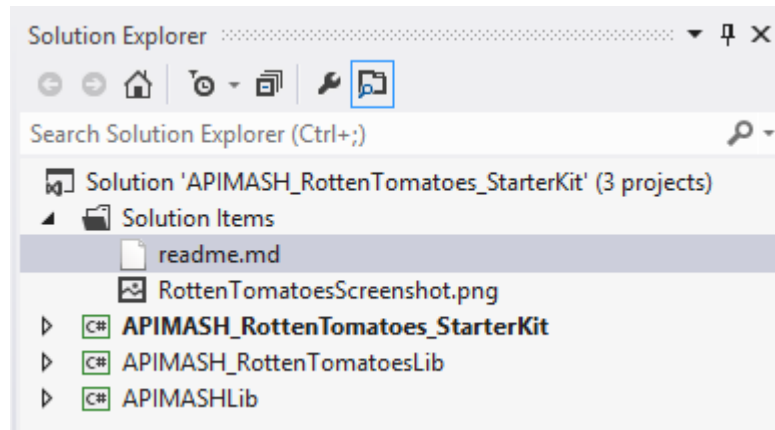 Solution Explorer
Search Solution Explorer (Ctrl+;)
Solution 'APIMASH_RottenTomatoes_StarterKit' (3 projects)
Solution Items
readme.md
RottenTomatoesScreenshot.png
C# APIMASH_RottenTomatoes_StarterKit
C# APIMASH_RottenTomatoesLib
C# APIMASHLib